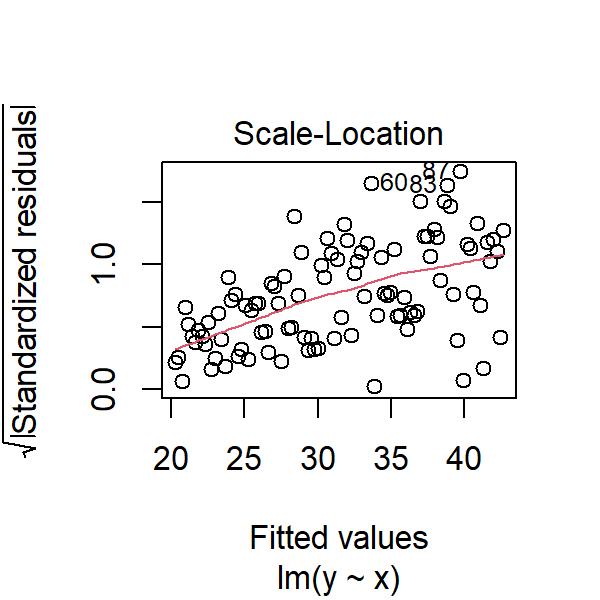 Scale-Location
√|Standardized residuals|
0.0 1.0
60 83 87
20 25 30 35 40
Fitted values
lm(y ~ x)